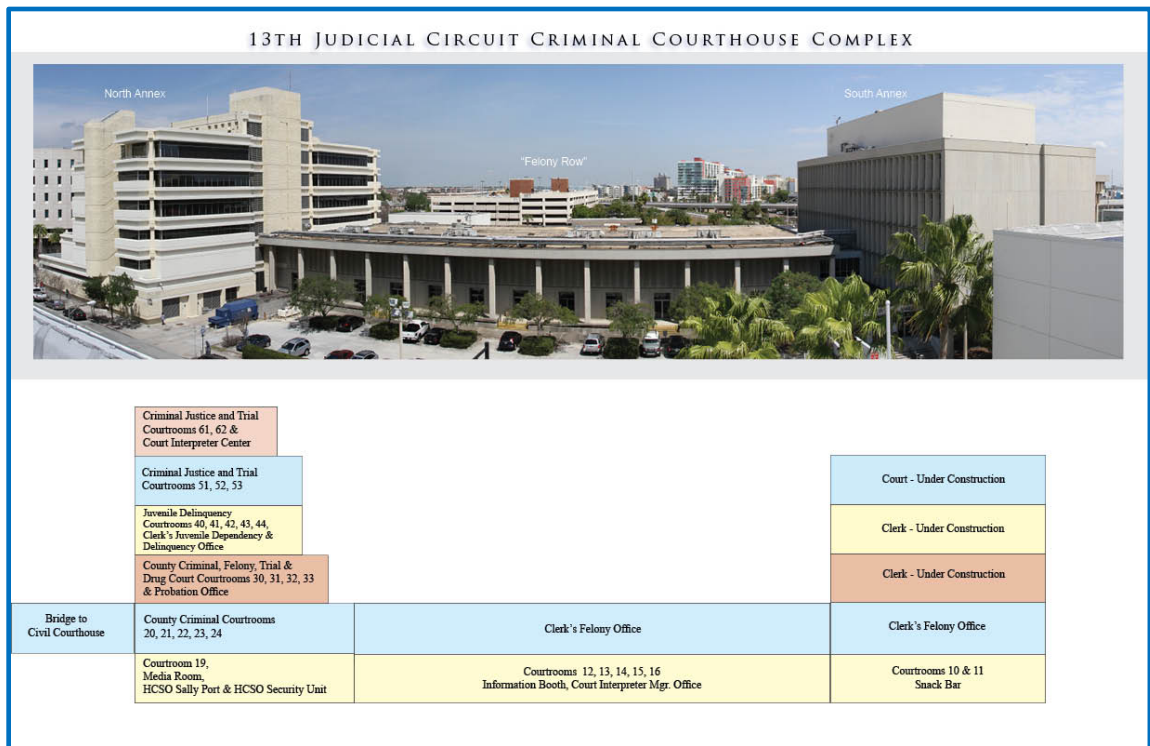 13TH JUDICIAL CIRCUIT CRIMINAL COURTHOUSE COMPLEX
North Annex
South Annex
"Felony Row"
Criminal Justice and Trial
Courtrooms 61, 62 &
Court Interpreter Center
Criminal Justice and Trial
Courtrooms 51, 52, 53
Court - Under Construction
Juvenile Delinquency
Courtrooms 40, 41, 42, 43, 44,
Clerk's Juvenile Dependency &
Delinquency Office
Clerk - Under Construction
County Criminal, Felony, Trial &
Drug Court Courtrooms 30, 31, 32, 33
& Probation Office
Clerk - Under Construction
Bridge to
Civil Courthouse
County Criminal Courtrooms
20, 21, 22, 23, 24
Clerk's Felony Office
Clerk's Felony Office
Courtroom 19,
Media Room,
HCSO Sally Port & HCSO Security Unit
Courtrooms 12, 13, 14, 15, 16
Information Booth, Court Interpreter Mgr. Office
Courtrooms 10 & 11
Snack Bar